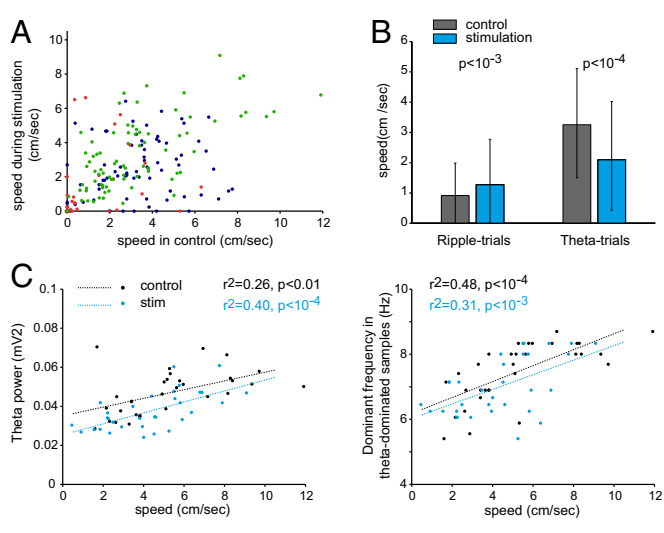 A
10
8
6
4
2
0
speed during stimulation
(cm/sec)
0 2 4 6 8 10 12
speed in control (cm/sec)
B
control
stimulation
6
5
4
3
2
1
0
speed(cm /sec)
p<10-3
p<10-4
Ripple-trials
Theta-trials
C
control
stim
r2=0.26, p<0.01
r2=0.40, p<10-4
0.1
0.08
0.06
0.04
0.02
0
Theta power (mV2)
0 2 4 6 8 10 12
speed (cm/sec)
r2=0.48, p<10-4
r2=0.31, p<10-3
10
8
6
4
Dominant frequency in
theta-dominated samples (Hz)
0 2 4 6 8 10 12
speed (cm/sec)